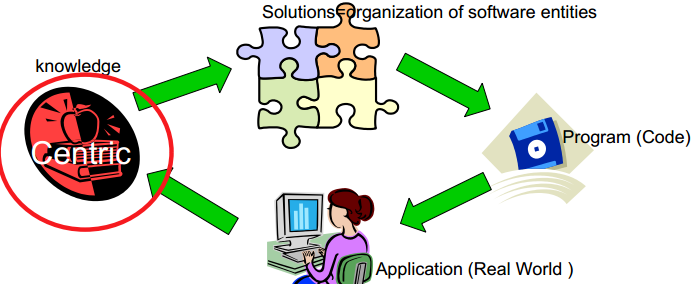 Solutions=organization of software entities
knowledge
Centric
Program (Code)
Application (Real World )